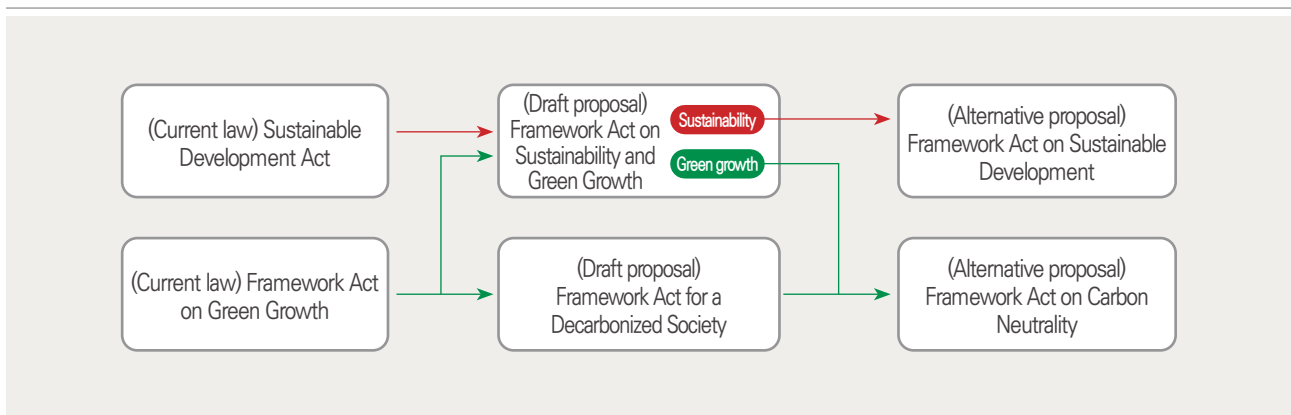 (Current law) Sustainable
Development Act
(Draft proposal)
Framework Act on
Sustainability and
Green Growth
Sustainability
Green growth
(Alternative proposal)
Framework Act on Sustainable
Development
(Current law) Framework Act
on Green Growth
(Draft proposal)
Framework Act for a
Decarbonized Society
(Alternative proposal)
Framework Act on Carbon
Neutrality